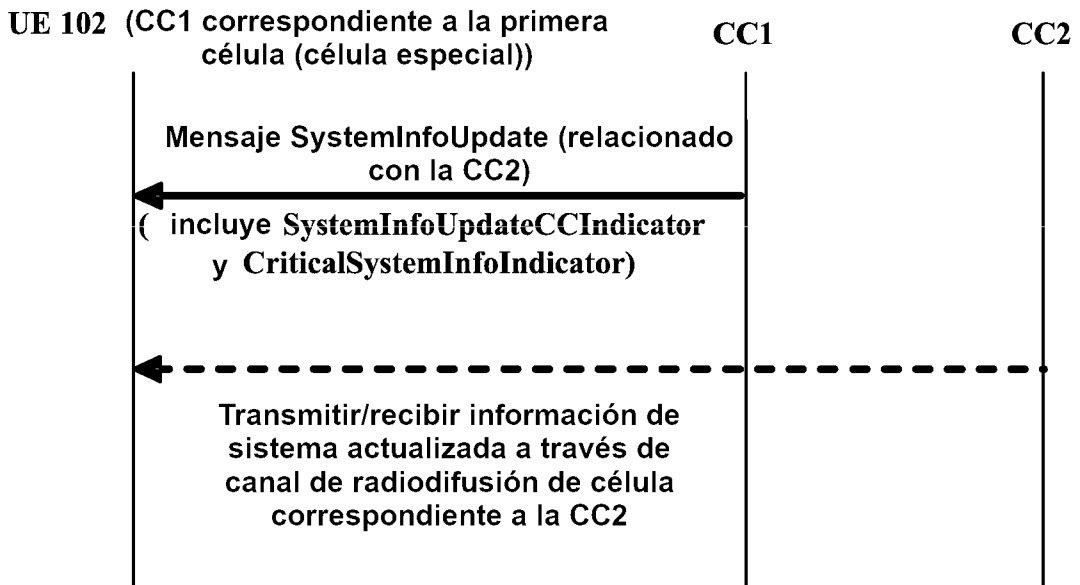 UE 102 (CC1 correspondiente a la primera
célula (célula especial))
CC1
CC2
Mensaje SystemInfoUpdate (relacionado
con la CC2)
( incluye SystemInfoUpdateCCIndicator
y CriticalSystemInfoIndicator)
Transmitir/recibir información de
sistema actualizada a través de
canal de radiodifusión de célula
correspondiente a la CC2